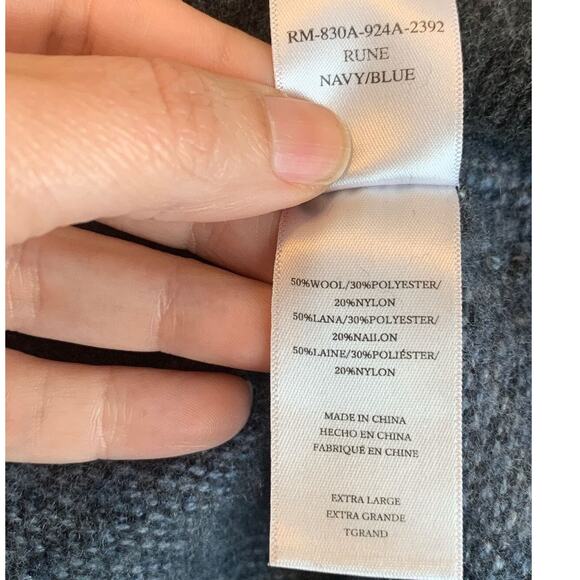 RM-830A-924A-2392
RUNE
NAVY/BLUE
50%WOOL/30%POLYESTER/
20%NYLON
50%LANA/30%POLYESTER/
20%NAILON
50%LAINE/30%POLIÉSTER/
20%NYLON
MADE IN CHINA
HECHO EN CHINA
FABRIQUÉ EN CHINE
EXTRA LARGE
EXTRA GRANDE
TGRAND